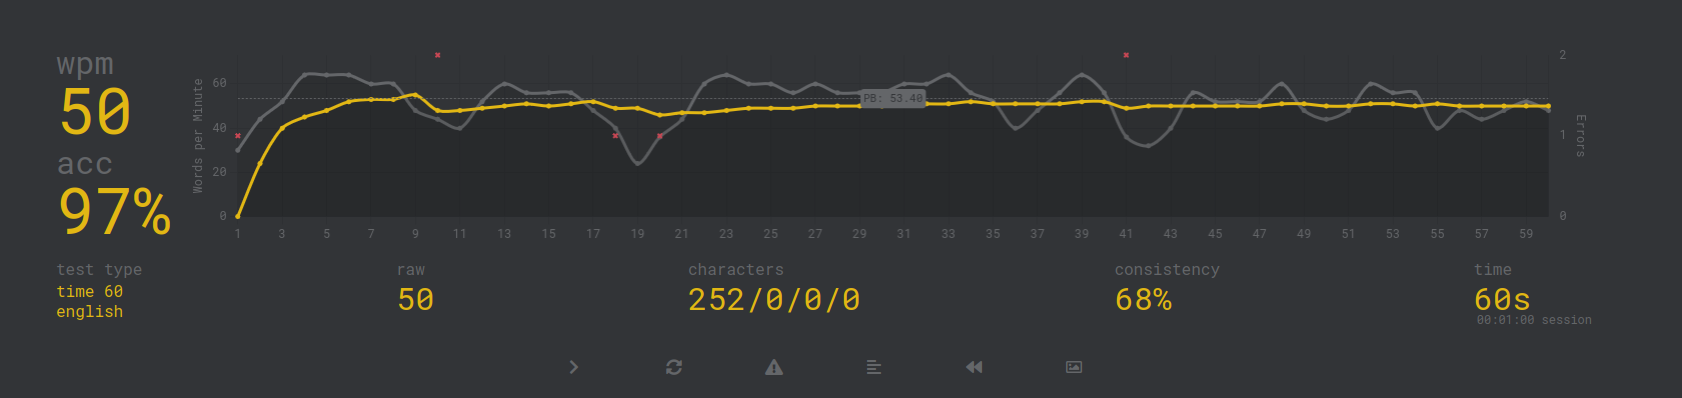 wpm
50
acc
97%
Words per Minute
60
40
20
0
PB: 53.40
2
1
0
Errors
1 3 5 7 9 11 13 15 17 19 21 23 25 27 29 31 33 35 37 39 41 43 45 47 49 51 53 55 57 59
test type
time 60
english
raw
50
characters
252/0/0/0
consistency
68%
time
60s
00:01:00 session